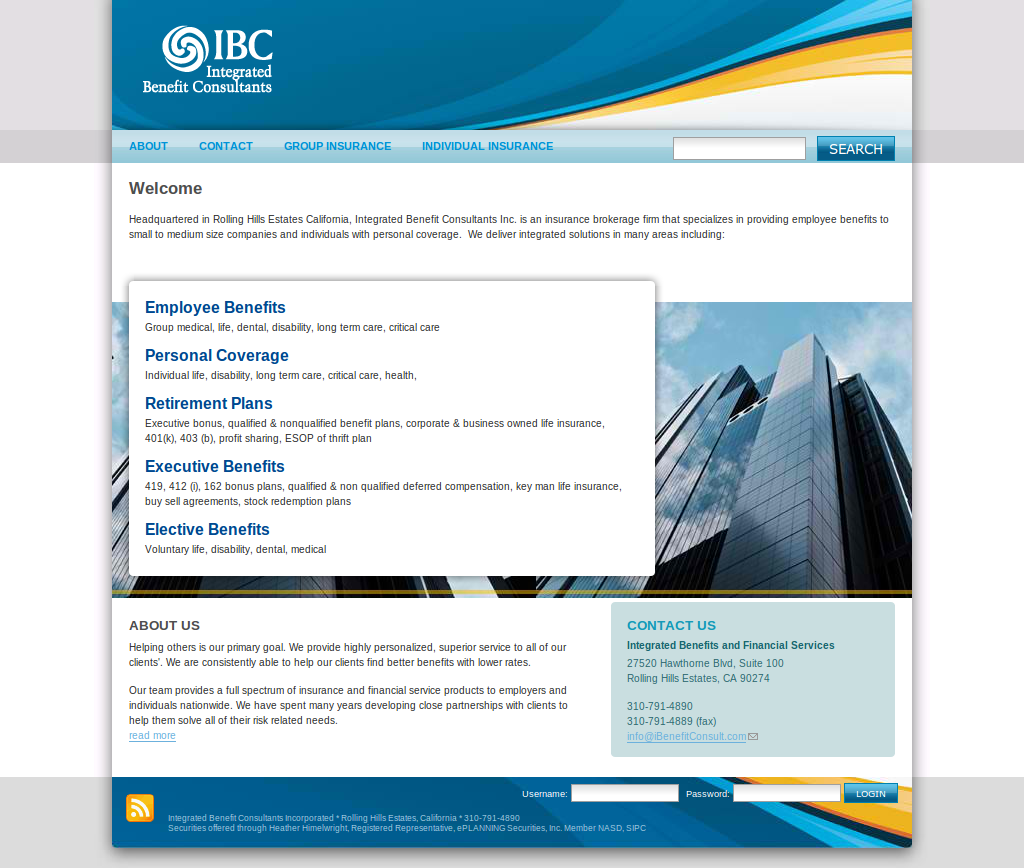 IBC
Integrated
Benefit Consultants
ABOUT
CONTACT
GROUP INSURANCE
INDIVIDUAL INSURANCE
SEARCH
Welcome
Headquartered in Rolling Hills Estates California, Integrated Benefit Consultants Inc. is an insurance brokerage firm that specializes in providing employee benefits to
small to medium size companies and individuals with personal coverage.  We deliver integrated solutions in many areas including:
Employee Benefits
Group medical, life, dental, disability, long term care, critical care
Personal Coverage
Individual life, disability, long term care, critical care, health,
Retirement Plans
Executive bonus, qualified & nonqualified benefit plans, corporate & business owned life insurance,
401(k), 403 (b), profit sharing, ESOP of thrift plan
Executive Benefits
419, 412 (i), 162 bonus plans, qualified & non qualified deferred compensation, key man life insurance,
buy sell agreements, stock redemption plans
Elective Benefits
Voluntary life, disability, dental, medical
ABOUT US
Helping others is our primary goal. We provide highly personalized, superior service to all of our
clients'. We are consistently able to help our clients find better benefits with lower rates.
Our team provides a full spectrum of insurance and financial service products to employers and
individuals nationwide. We have spent many years developing close partnerships with clients to
help them solve all of their risk related needs.
read more
CONTACT US
Integrated Benefits and Financial Services
27520 Hawthorne Blvd, Suite 100
Rolling Hills Estates, CA 90274
310-791-4890
310-791-4889 (fax)
info@iBenefitConsult.com
Username:
Password:
LOGIN
Integrated Benefit Consultants Incorporated * Rolling Hills Estates, California * 310-791-4890
Securities offered through Heather Himelwright, Registered Representative, ePLANNING Securities, Inc. Member NASD, SIPC